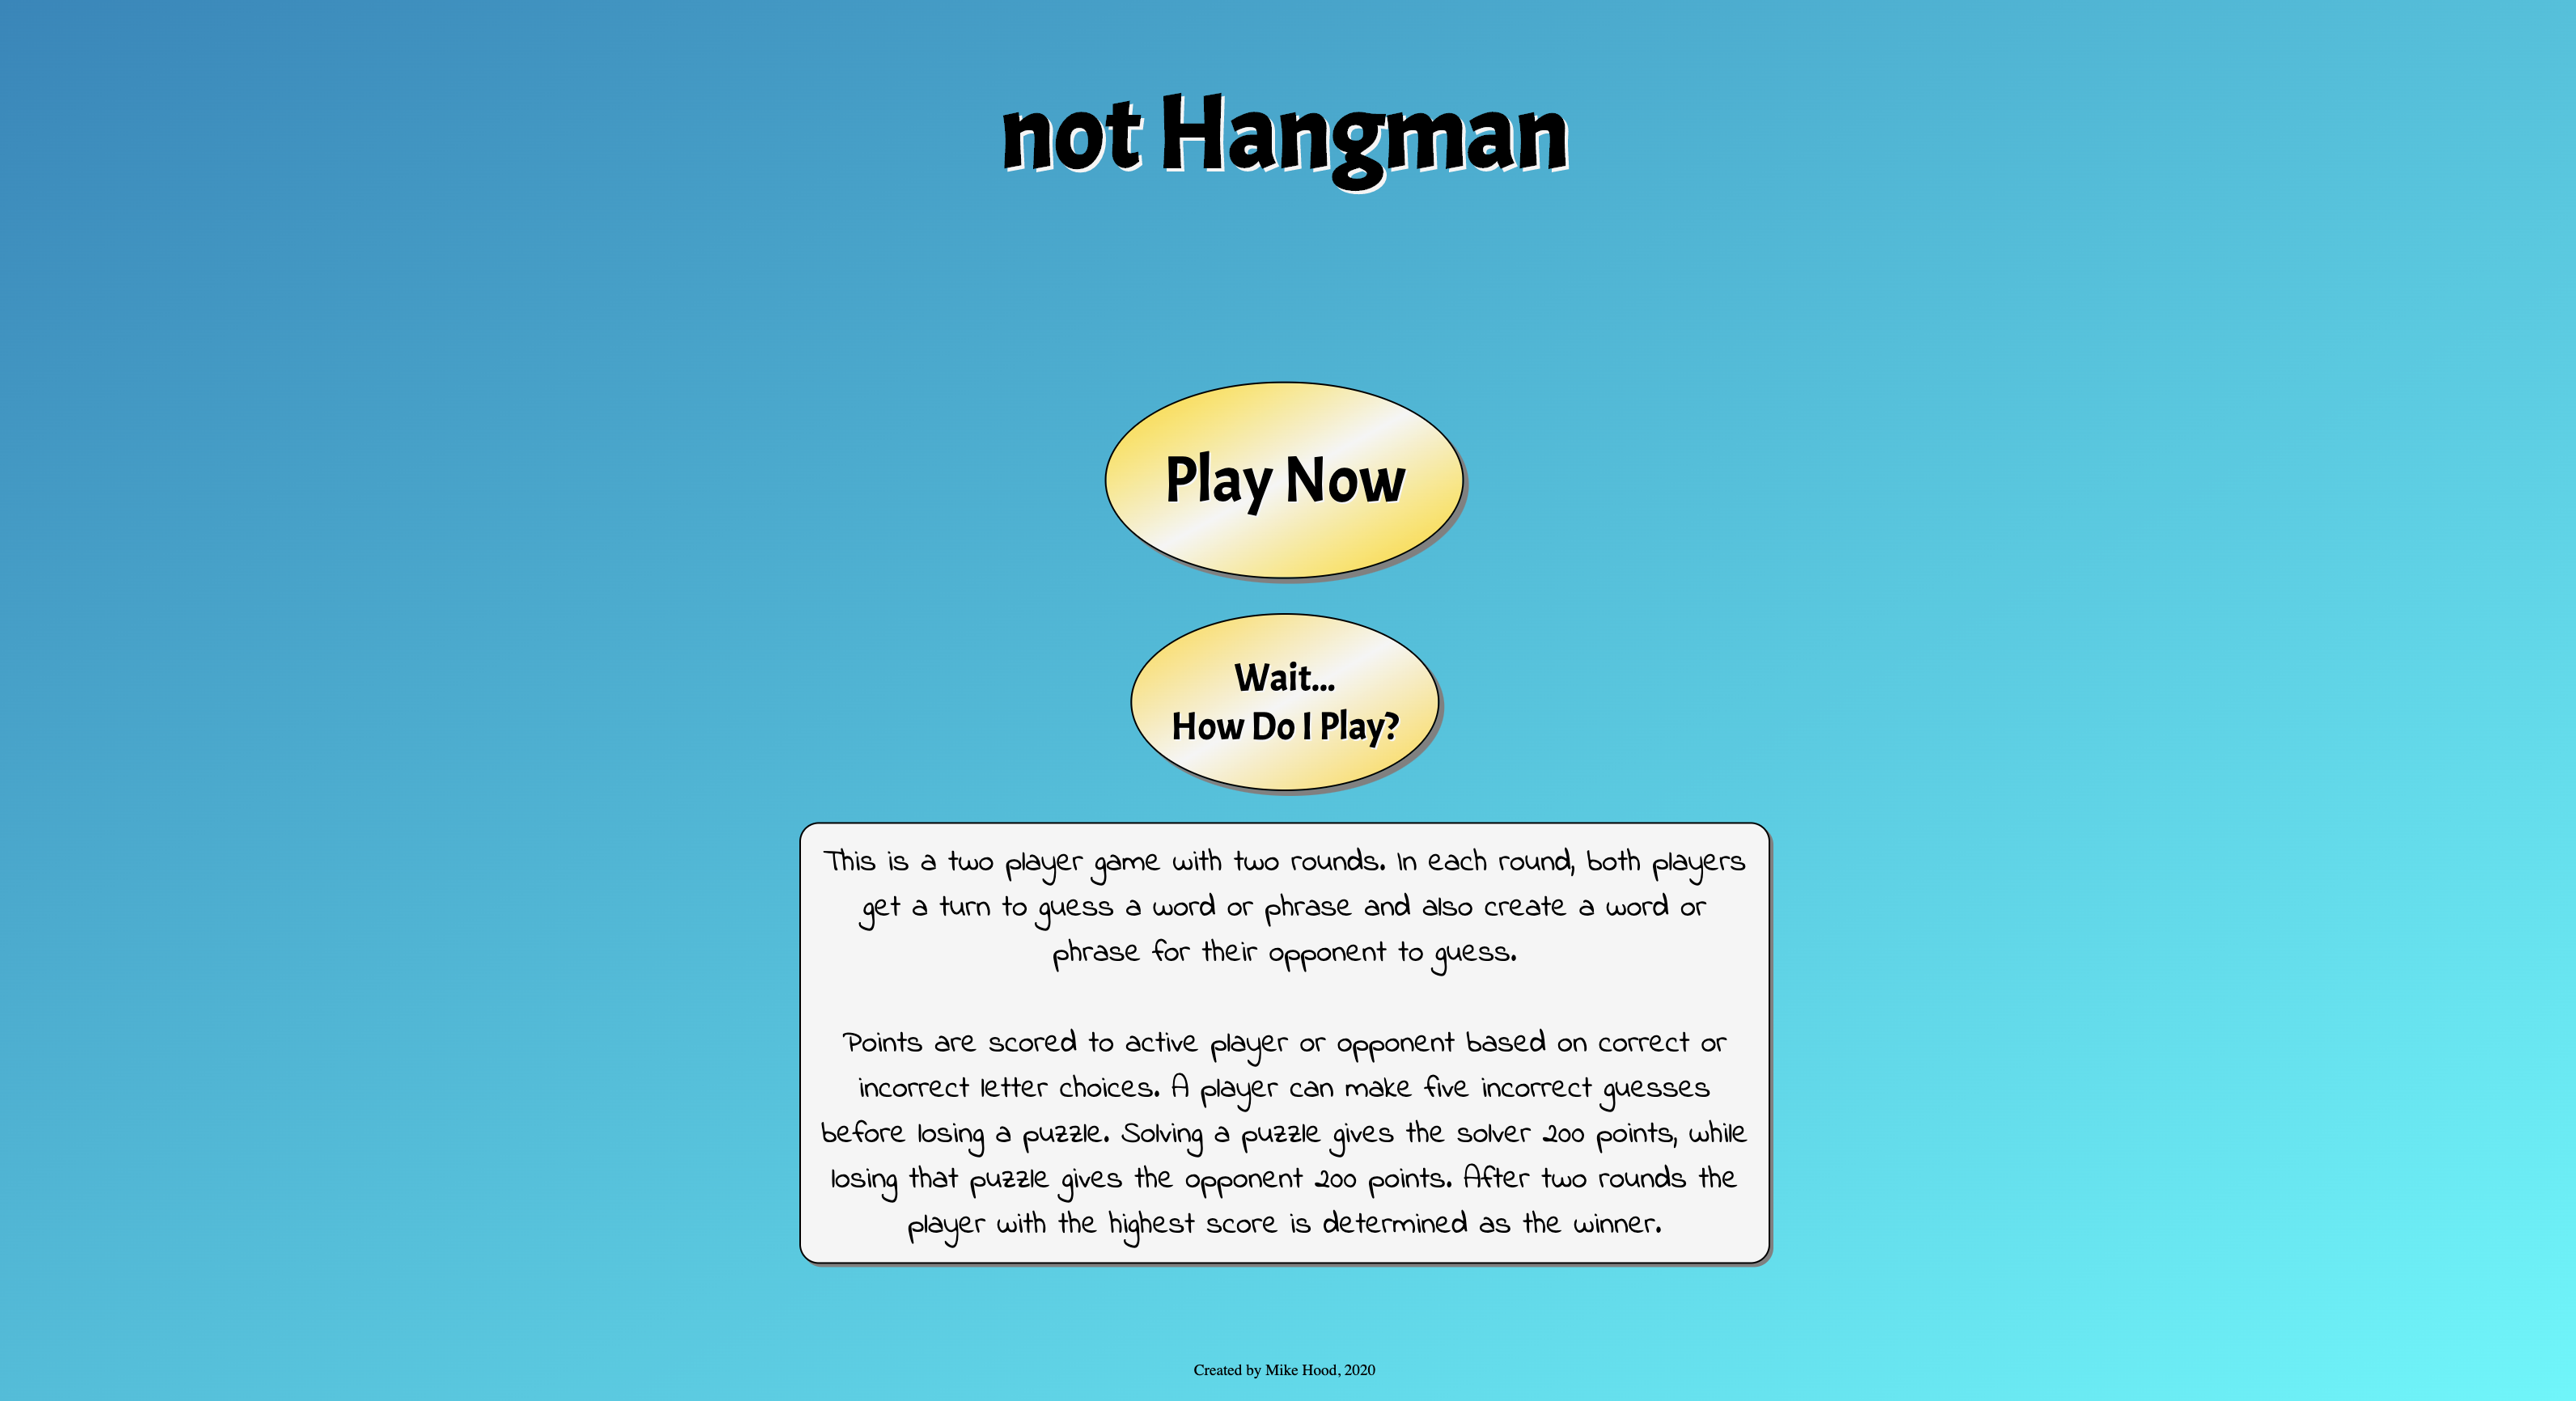 not Hangman
Play Now
Wait...
How Do I Play?
This is a two player game with two rounds. In each round, both players
get a turn to guess a word or phrase and also create a word or
phrase for their opponent to guess.
Points are scored to active player or opponent based on correct or
incorrect letter choices. A player can make five incorrect guesses
before losing a puzzle. Solving a puzzle gives the solver 200 points, while
losing that puzzle gives the opponent 200 points. After two rounds the
player with the highest score is determined as the winner.
Created by Mike Hood, 2020